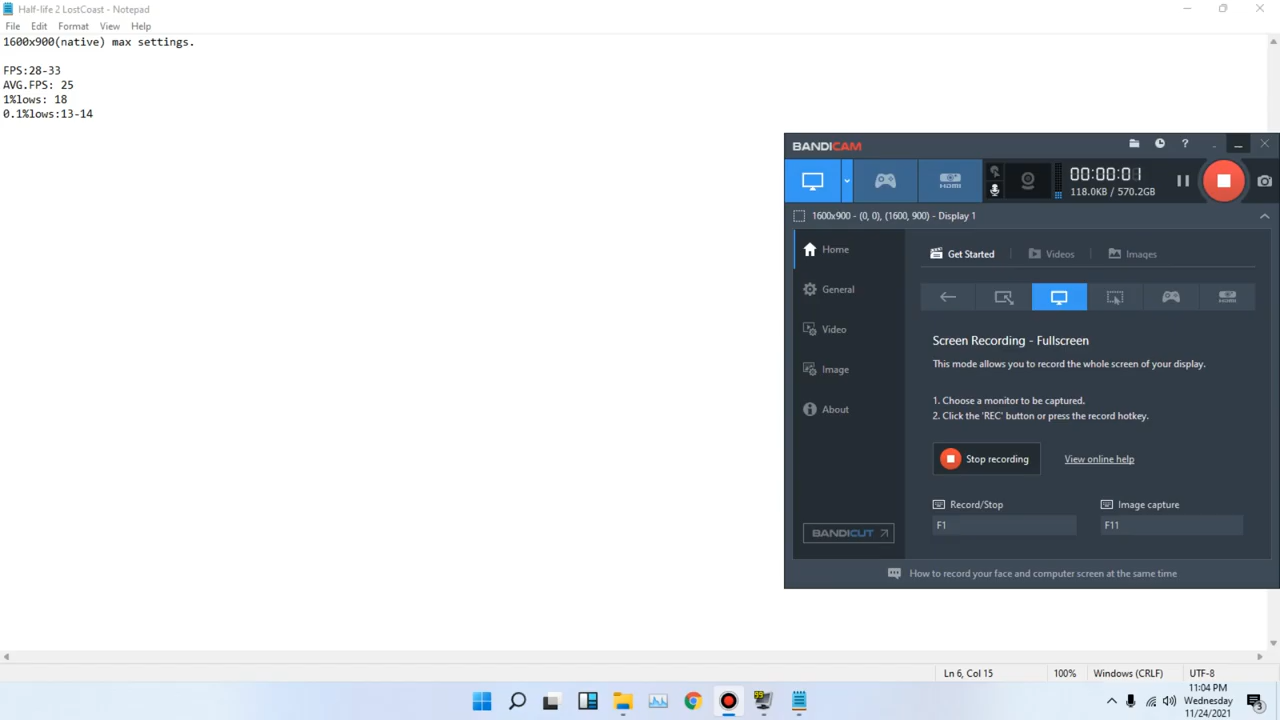 Half-life 2 LostCoast - Notepad
File Edit Format View Help
1600x900(native) max settings.
FPS:28-33
AVG.FPS: 25
1%lows: 18
0.1%lows:13-14
BANDICAM
?
HDMI
00:00:01
118.0KB / 570.2GB
1600x900 - (0, 0), (1600, 900) - Display 1
Home
General
Video
Image
About
BANDICUT
Get Started
Videos
Images
HDMI
Screen Recording - Fullscreen
This mode allows you to record the whole screen of your display.
1. Choose a monitor to be captured.
2. Click the 'REC' button or press the record hotkey.
Stop recording
View online help
Record/Stop
Image capture
F1
F11
How to record your face and computer screen at the same time
Ln 6, Col 15
100%
Windows (CRLF)
UTF-8
99
11:04 PM
Wednesday
11/24/2021
3